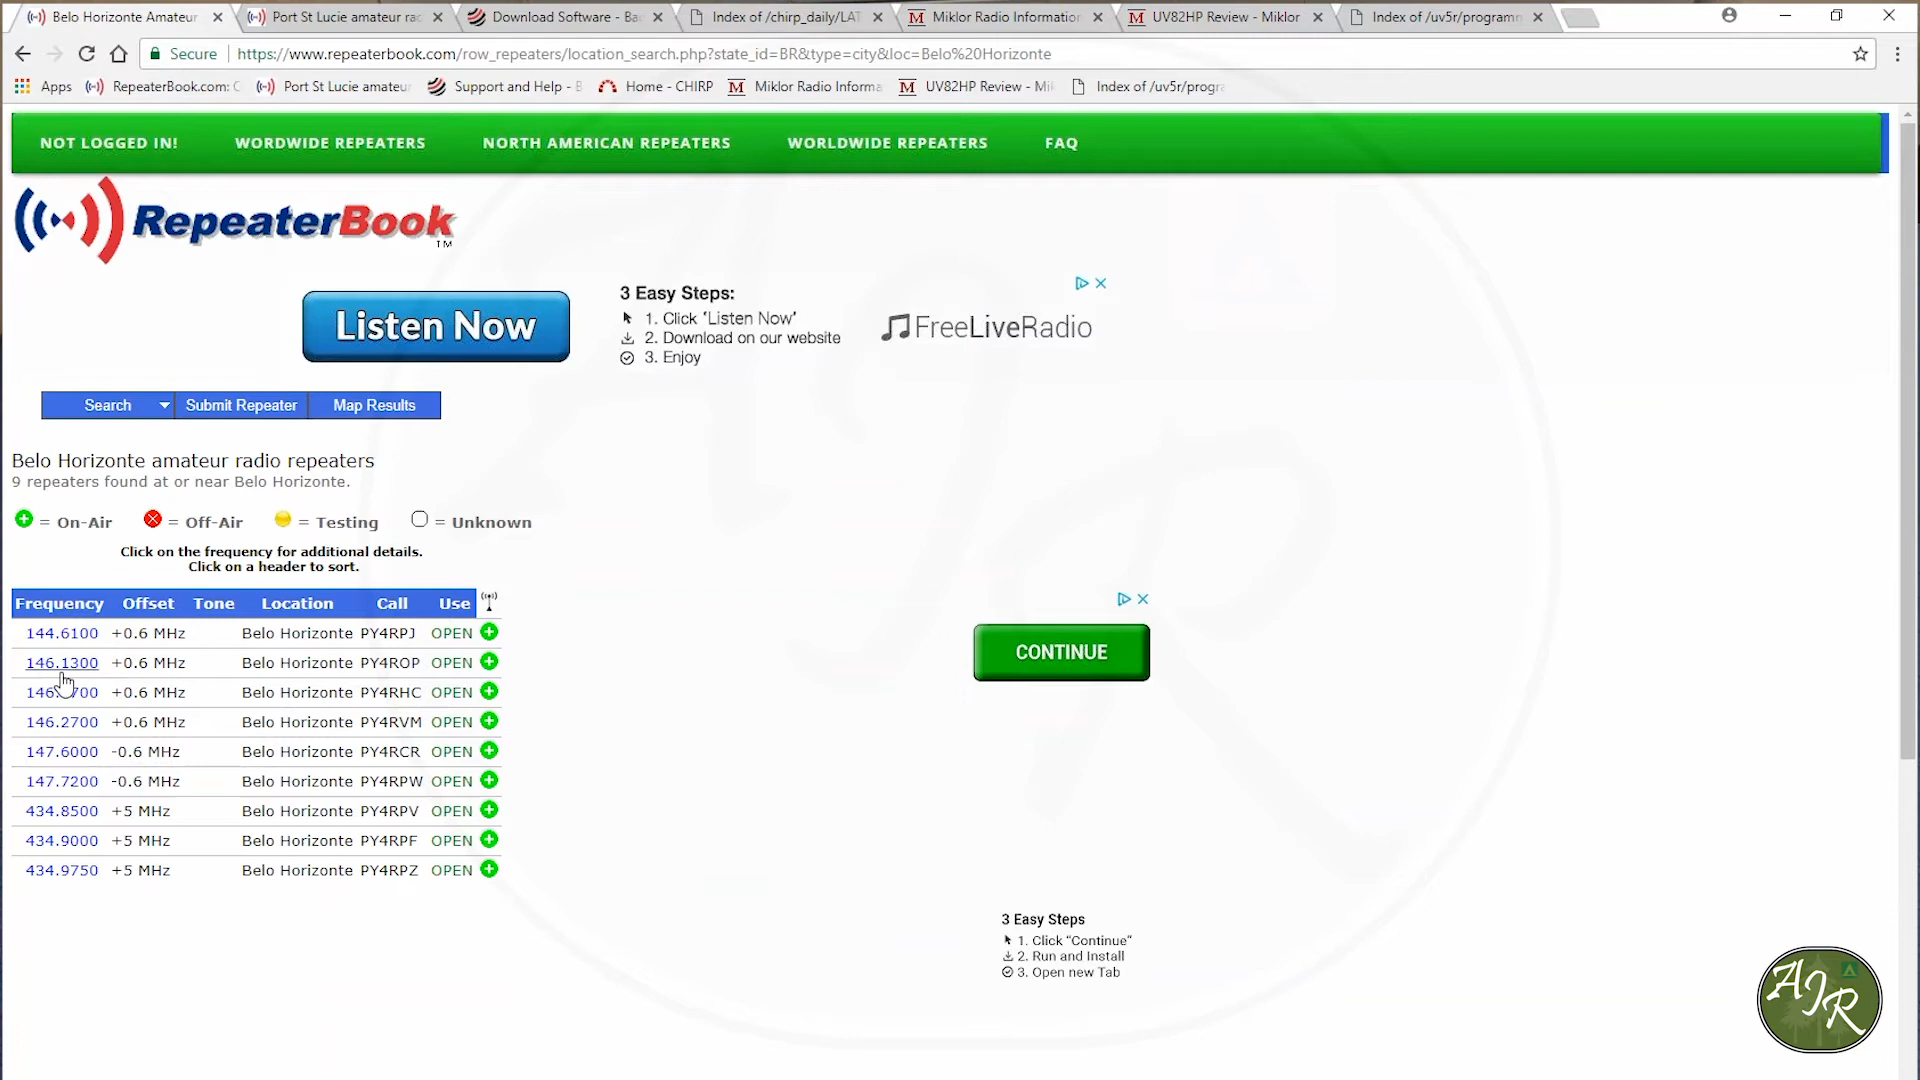 Belo Horizonte Amateur
Port St Lucie amateur rac
Download Software - Ba
Index of /chirp_daily/LAT
Miklor Radio Information
UV82HP Review - Miklor
Index of /uv5r/programm
Secure
https://www.repeaterbook.com/row_repeaters/location_search.php?state_id=BR&type=city&loc=Belo%20Horizonte
Apps
RepeaterBook.com: C
Port St Lucie amateur
Support and Help - B
Home - CHIRP
Miklor Radio Informa
UV82HP Review - Mi
Index of /uv5r/progra
NOT LOGGED IN!
WORDWIDE REPEATERS
NORTH AMERICAN REPEATERS
WORLDWIDE REPEATERS
FAQ
RepeaterBook
TM
Listen Now
3 Easy Steps:
1. Click 'Listen Now'
2. Download on our website
3. Enjoy
FreeLiveRadio
Search
Submit Repeater
Map Results
Belo Horizonte amateur radio repeaters
9 repeaters found at or near Belo Horizonte.
= On-Air = Off-Air = Testing = Unknown
Click on the frequency for additional details.
Click on a header to sort.
Frequency Offset Tone Location Call Use
144.6100 +0.6 MHz Belo Horizonte PY4RPJ OPEN
146.1300 +0.6 MHz Belo Horizonte PY4ROP OPEN
+0.6 MHz Belo Horizonte PY4RHC OPEN
146.2700 +0.6 MHz Belo Horizonte PY4RVM OPEN
147.6000 -0.6 MHz Belo Horizonte PY4RCR OPEN
147.7200 -0.6 MHz Belo Horizonte PY4RPW OPEN
434.8500 +5 MHz Belo Horizonte PY4RPV OPEN
434.9000 +5 MHz Belo Horizonte PY4RPF OPEN
434.9750 +5 MHz Belo Horizonte PY4RPZ OPEN
CONTINUE
3 Easy Steps
1. Click "Continue"
2. Run and Install
3. Open new Tab
AJR